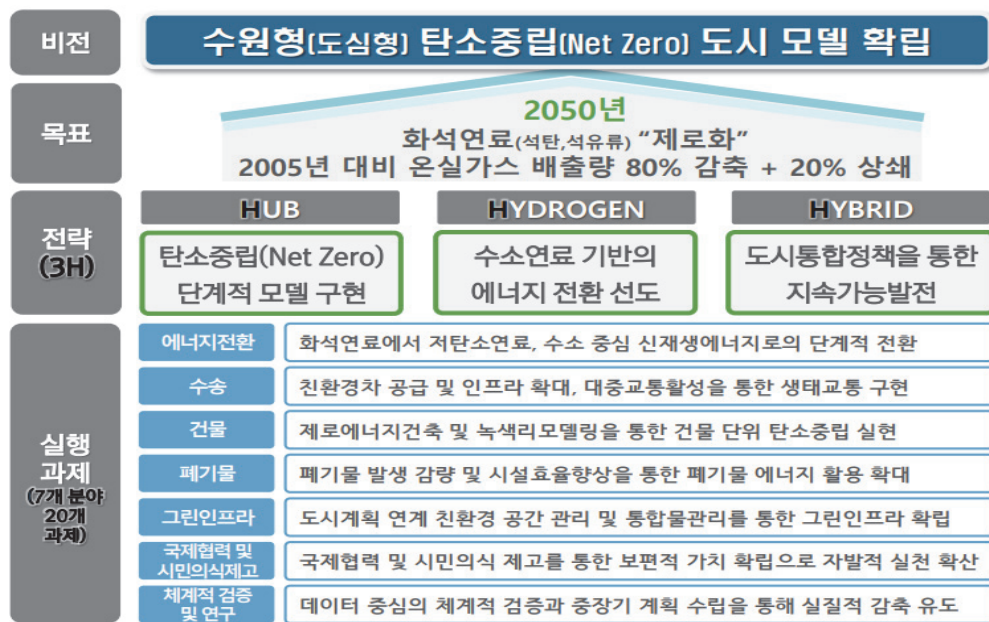 비전
수원형(도심형) 탄소중립(Net Zero) 도시 모델 확립
목표
2050년
화석연료(석탄,석유류) “제로화”
2005년 대비 온실가스 배출량 80% 감축 + 20% 상쇄
전략
(3H)
HUB
HYDROGEN
HYBRID
탄소중립(Net Zero)
단계적 모델 구현
수소연료 기반의
에너지 전환 선도
도시통합정책을 통한
지속가능발전
실행
과제
(7개 분야
20개
과제)
에너지전환
화석연료에서 저탄소연료, 수소 중심 신재생에너지로의 단계적 전환
수송
친환경차 공급 및 인프라 확대, 대중교통활성을 통한 생태교통 구현
건물
제로에너지건축 및 녹색리모델링을 통한 건물 단위 탄소중립 실현
폐기물
폐기물 발생 감량 및 시설효율향상을 통한 폐기물 에너지 활용 확대
그린인프라
도시계획 연계 친환경 공간 관리 및 통합물관리를 통한 그린인프라 확립
국제협력 및
시민의식제고
국제협력 및 시민의식 제고를 통한 보편적 가치 확립으로 자발적 실천 확산
체계적 검증
및 연구
데이터 중심의 체계적 검증과 중장기 계획 수립을 통해 실질적 감축 유도